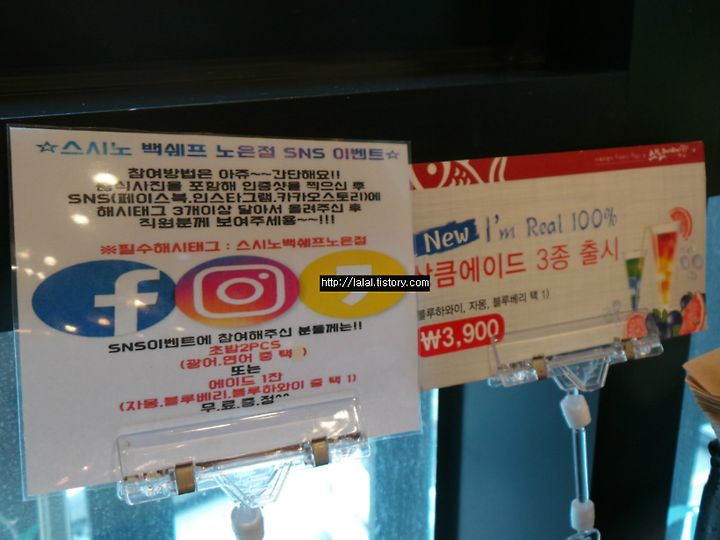 ☆스시노 백쉐프 노은점 SNS 이벤트☆
참여방법은 아쥬~~간단해요!!
음식사진을 포함해 인증샷을 찍으신 후
SNS(페이스북.인스타그램.카카오스토리)에
해시태그 3개이상 달아서 올려주신 후
직원분께 보여주세용~~!!!
※필수해시태그 : 스시노백쉐프노은점
SNS이벤트에 참여해주신 분들께는!!
초밥2PCS
(광어.연어 중 택
또는
에이드 1잔
(자몽.블루베리.블루하와이 중 택 1)
무.료.증.정^^
New I'm Real 100%
상큼에이드 3종 출시
블루하와이, 자몽, 블루베리 택 1)
₩3,900
http://lalal.tistory.com